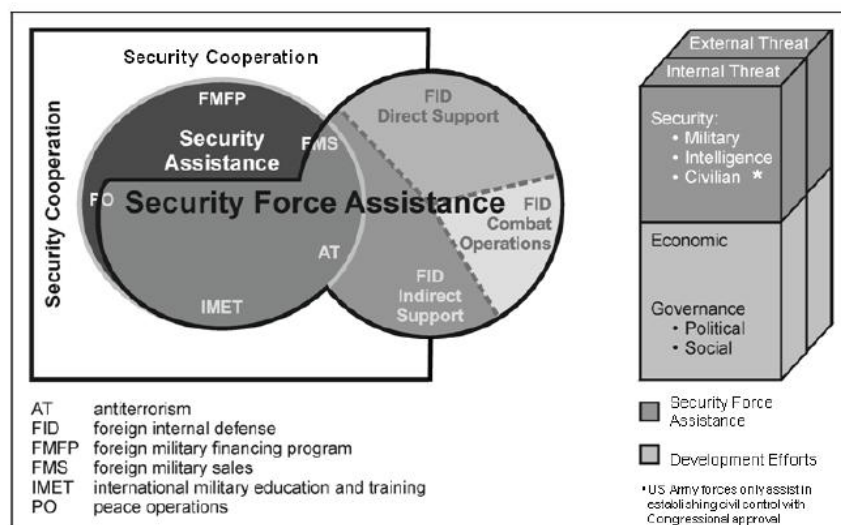 Security Cooperation
Security Cooperation
FMFP
Security
Assistance
FMS
PO
Security Force Assistance
AT
IMET
FID
Direct Support
FID
Combat
Operations
FID
Indirect
Support
AT antiterrorism
FID foreign internal defense
FMFP foreign military financing program
FMS foreign military sales
IMET international military education and training
PO peace operations
External Threat
Internal Threat
Security:
• Military
• Intelligence
• Civilian *
Economic
Governance
• Political
• Social
Security Force
Assistance
Development Efforts
• US Army forces only assist in
establishing civil control with
Congressional approval